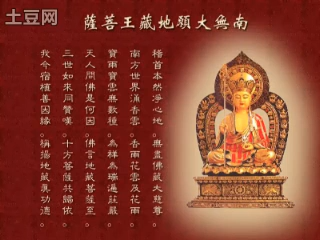 土豆网
南無大願地藏王菩薩
稽首本然淨心地。無盡佛藏大慈尊。
南方世界涌香雲。香雨花雲及花雨。
寶雨寶雲無數種。為祥為瑞遍莊嚴。
天人問佛是何因。佛言地藏菩薩至。
三世如來同讚嘆。十方菩薩共皈依。
我今宿植善因緣。稱揚地藏真功德。